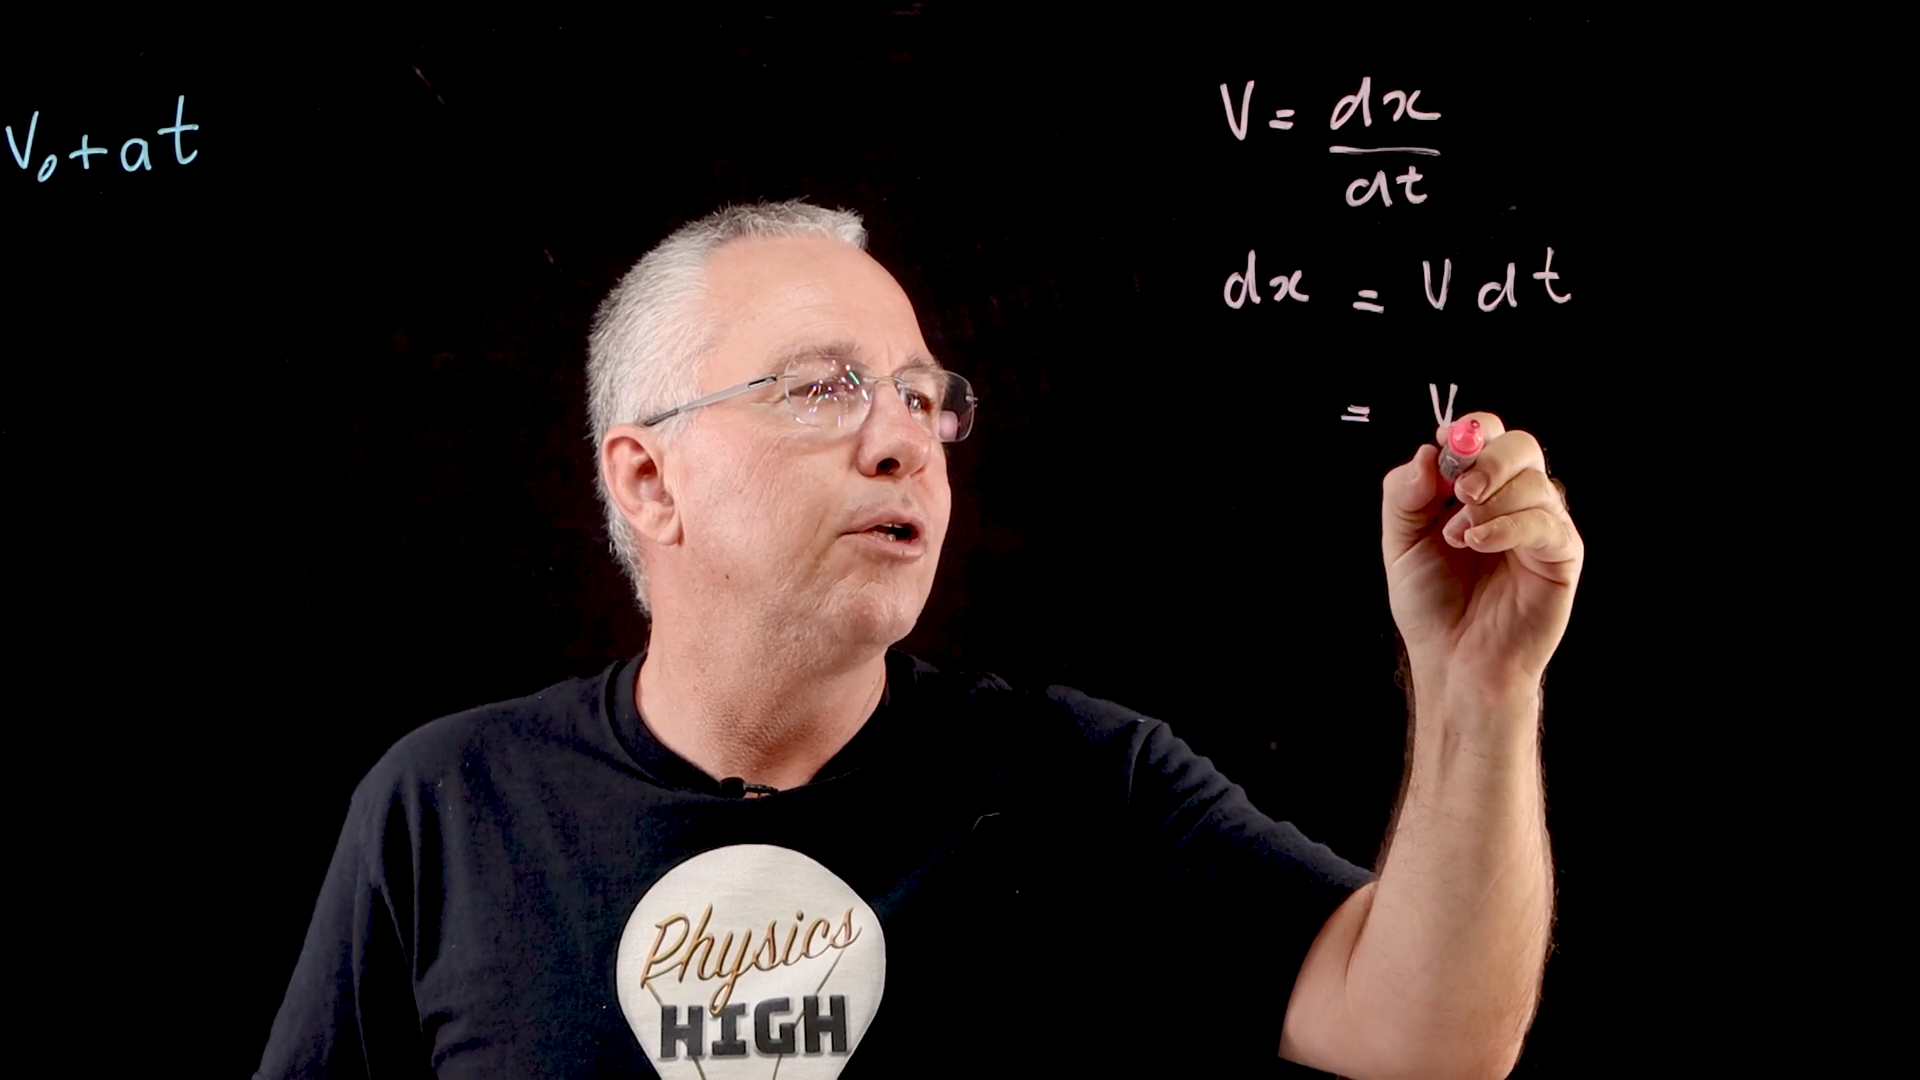 V₀+at
V = dx
dt
dx = V dt
= V
Physics
HIGH